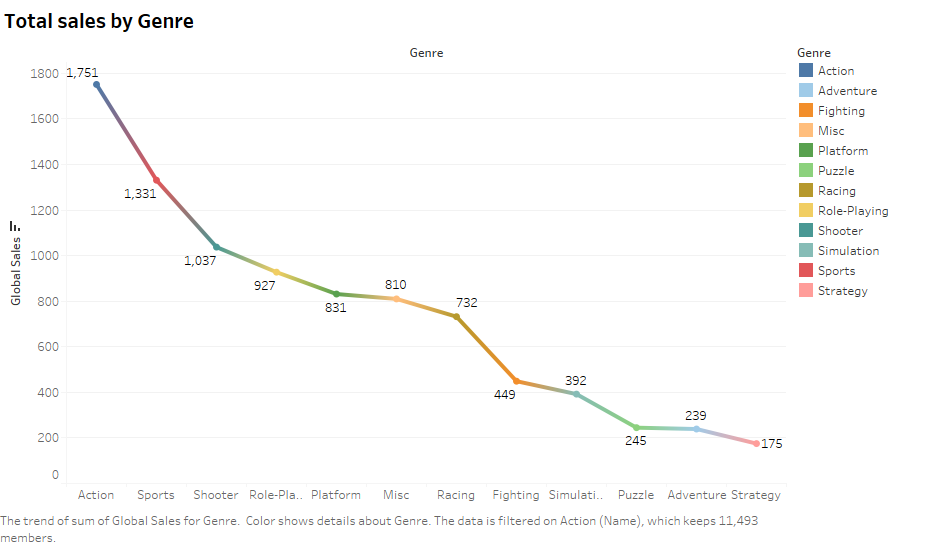 Total sales by Genre
Genre
Genre
1800
1600
1400
1200
1000
800
600
400
200
0
Global Sales
1,751
1,331
1,037
927
831
810
732
449
392
245
239
175
Action
Sports
Shooter
Role-Pla..
Platform
Misc
Racing
Fighting
Simulati..
Puzzle
Adventure
Strategy
Action
Adventure
Fighting
Misc
Platform
Puzzle
Racing
Role-Playing
Shooter
Simulation
Sports
Strategy
The trend of sum of Global Sales for Genre. Color shows details about Genre. The data is filtered on Action (Name), which keeps 11,493
members.